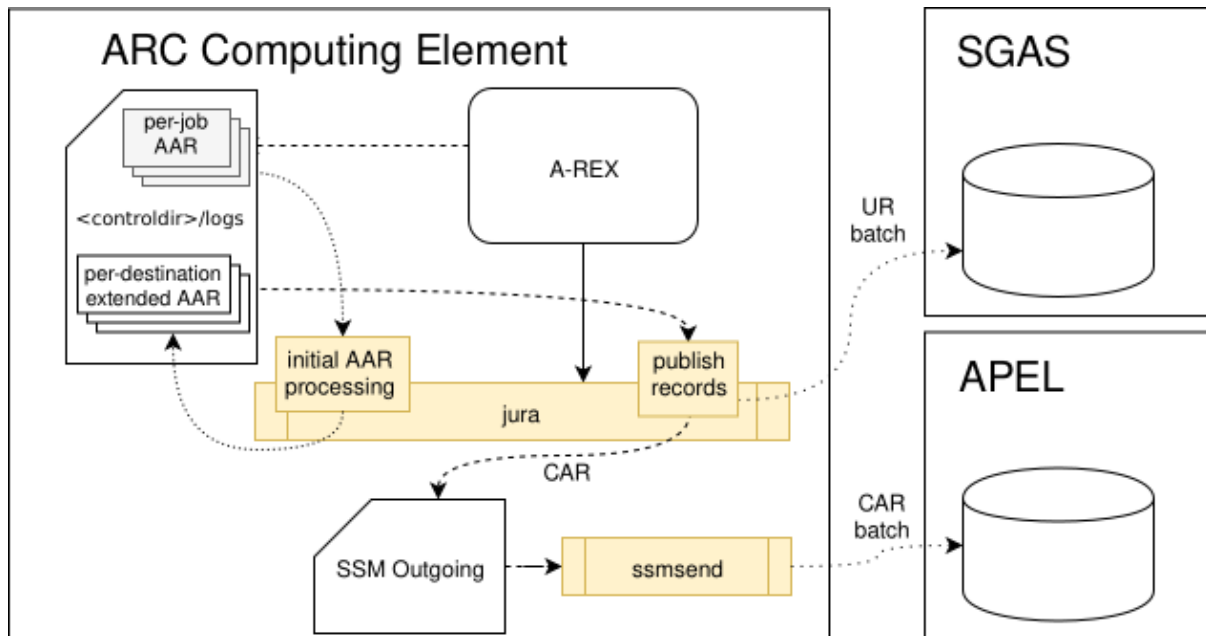 ARC Computing Element
per-job
AAR
<controldir>/logs
per-destination
extended AAR
A-REX
initial AAR
processing
publish
records
jura
CAR
SSM Outgoing
ssmsend
UR
batch
CAR
batch
SGAS
APEL